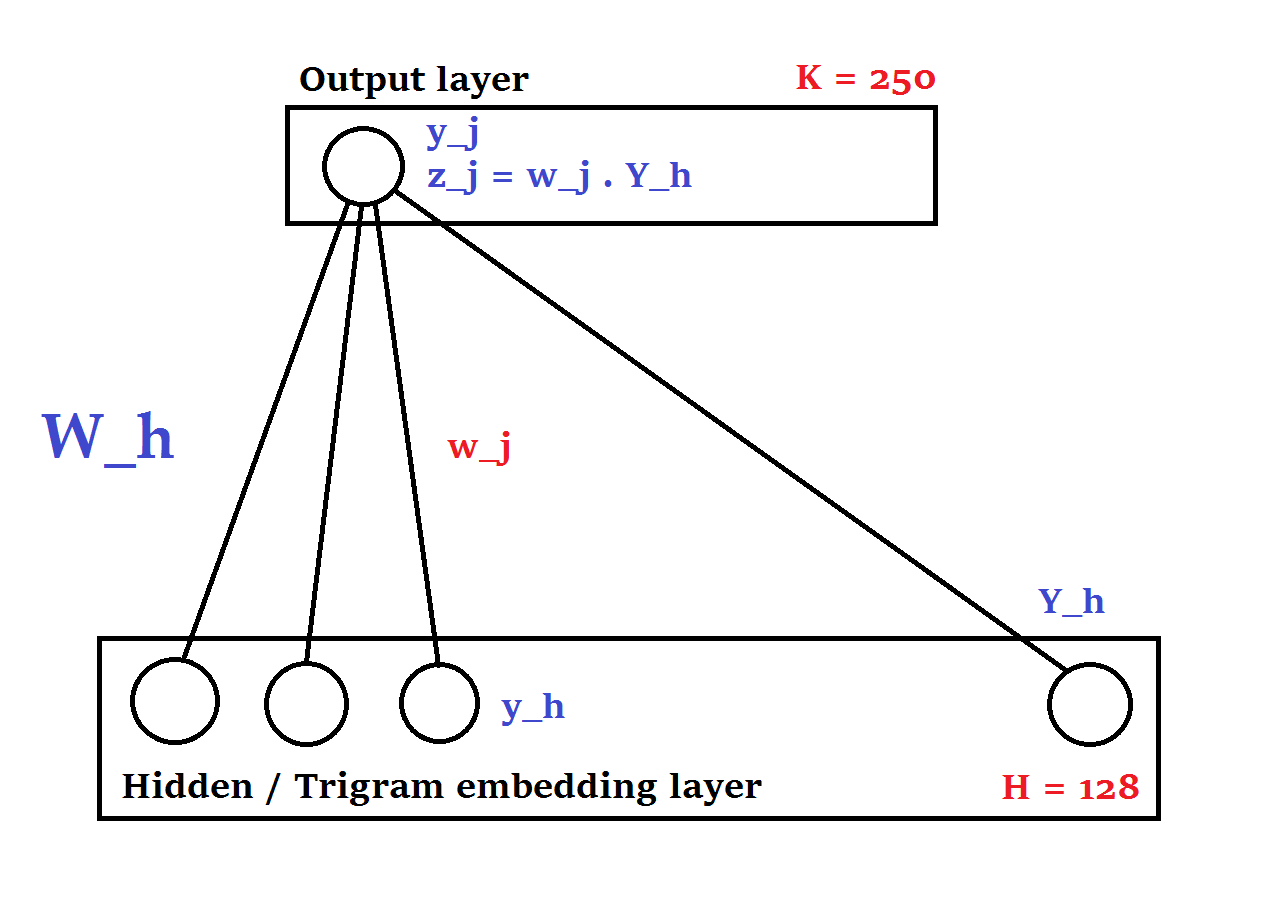 Output layer
K = 250
y_j
z_j = w_j . Y_h
W_h
w_j
Y_h
y_h
Hidden / Trigram embedding layer
H = 128